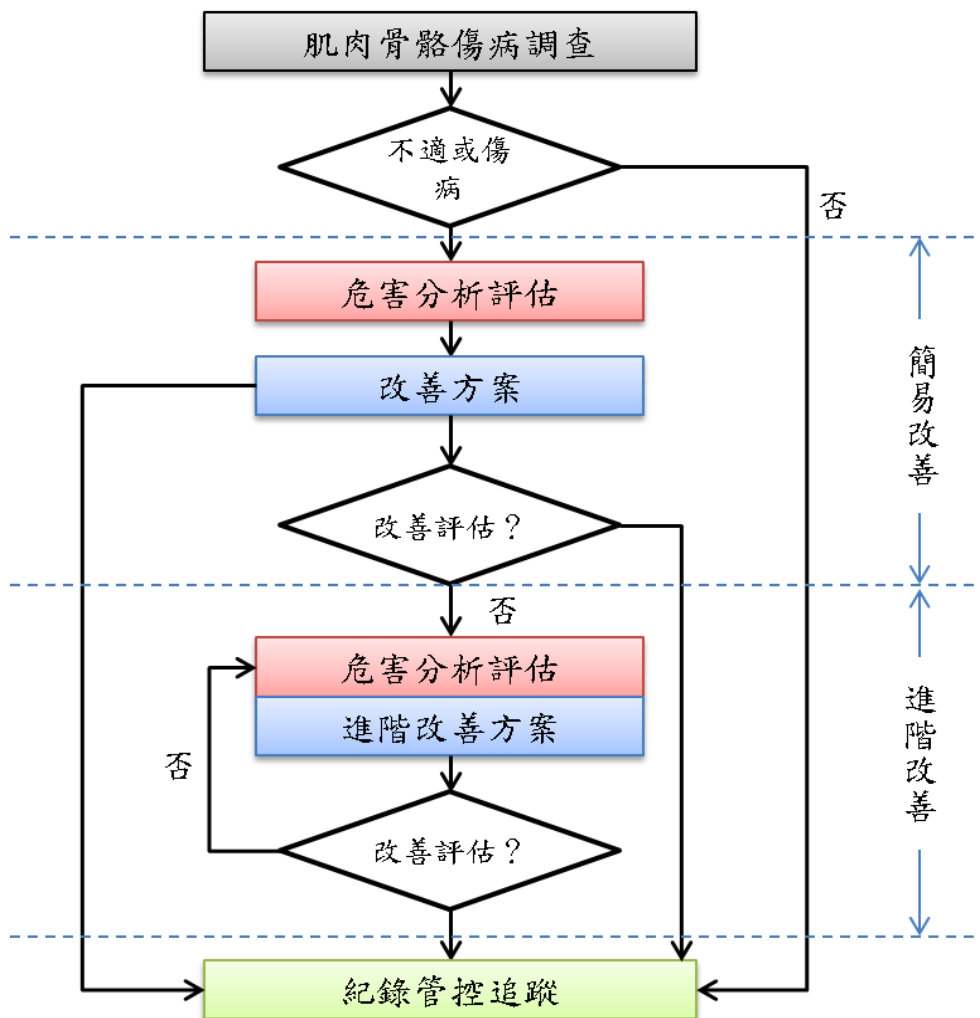 肌肉骨骼傷病調查
不適或傷
病
否
危害分析評估
改善方案
改善評估？
簡易改善
否
危害分析評估
進階改善方案
否
改善評估？
進階改善
紀錄管控追蹤